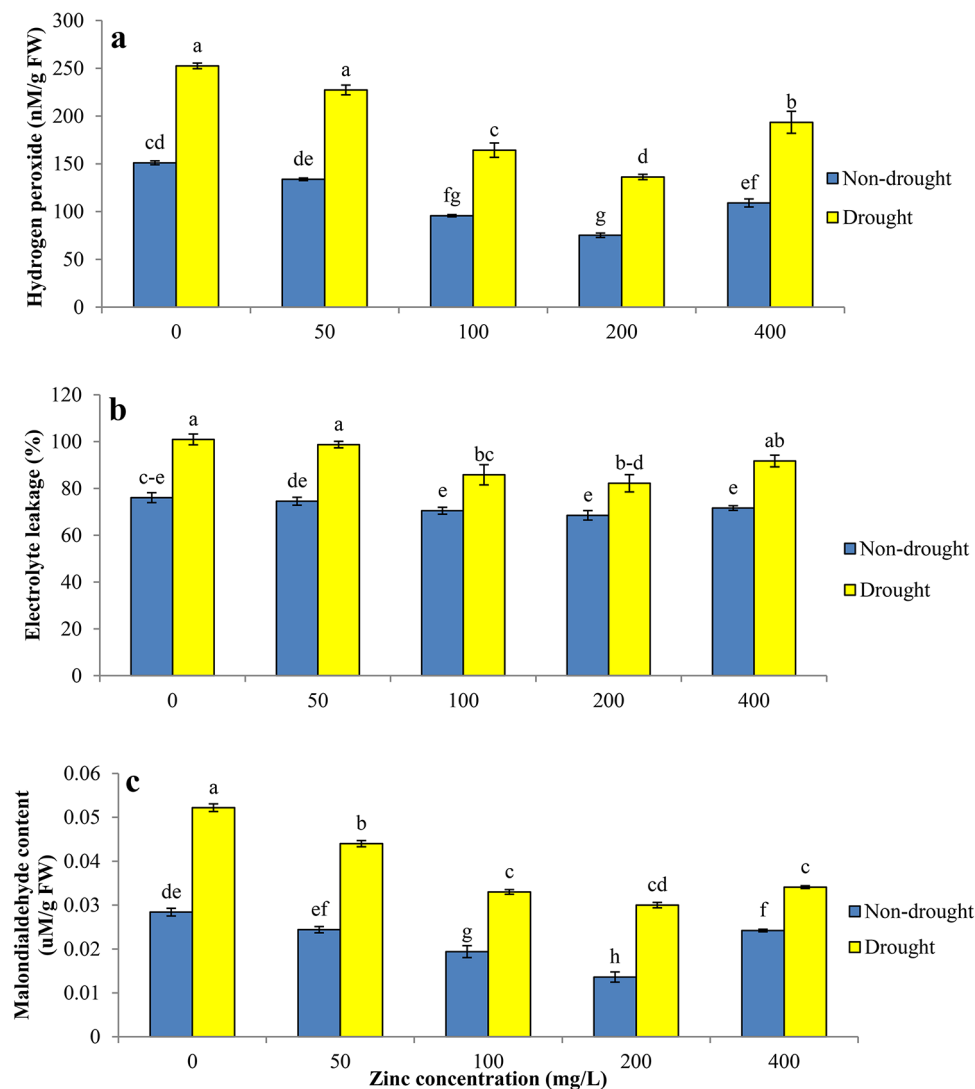 a
Hydrogen peroxide (nM/g FW)
300
250
200
150
100
50
0
cd
a
de
a
fg
c
g
d
ef
b
0
50
100
200
400
Non-drought
Drought
b
Electrolyte leakage (%)
120
100
80
60
40
20
0
c-e
a
de
a
e
bc
e
b-d
e
ab
0
50
100
200
400
Non-drought
Drought
c
Malondialdehyde content
(uM/g FW)
0.06
0.05
0.04
0.03
0.02
0.01
0
de
a
ef
b
g
c
h
cd
f
c
0
50
100
200
400
Non-drought
Drought
Zinc concentration (mg/L)